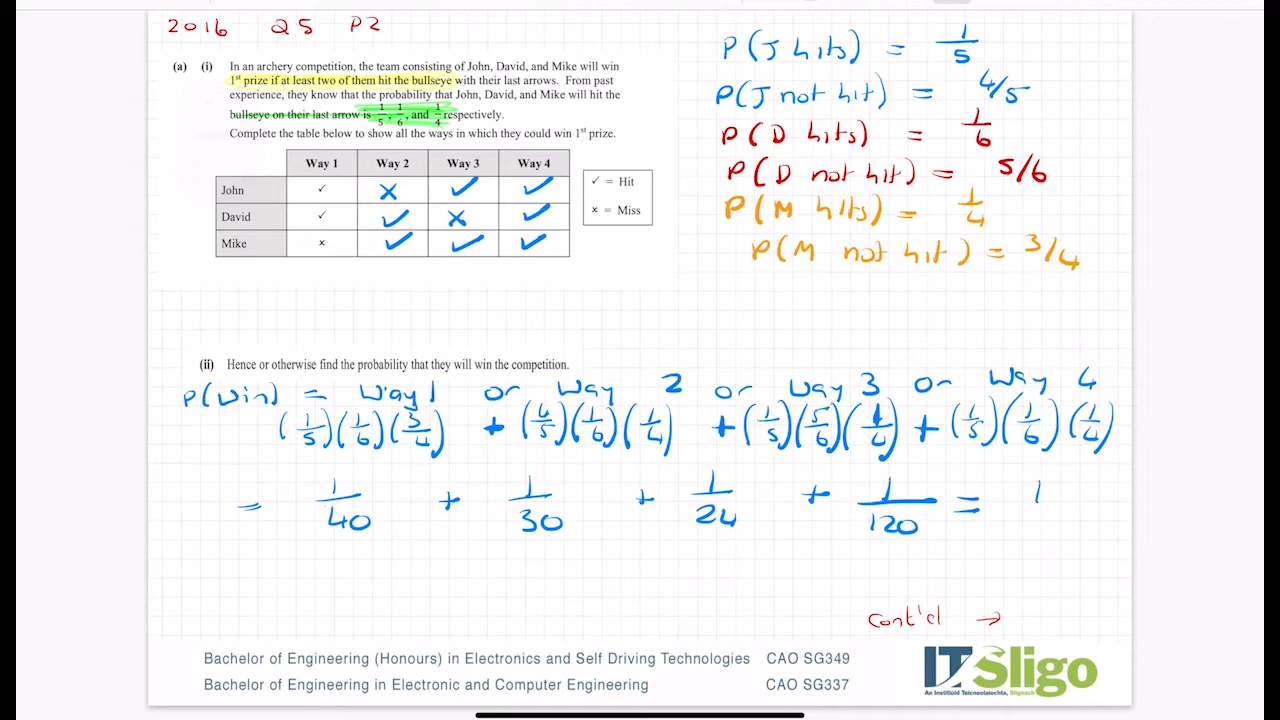 2016 Q5 P2
(a) (i) In an archery competition, the team consisting of John, David, and Mike will win
1st prize if at least two of them hit the bullseye with their last arrows. From past
experience, they know that the probability that John, David, and Mike will hit the
bullseye on their last arrow is 1/5, 1/6, and 1/4 respectively.
Complete the table below to show all the ways in which they could win 1st prize.
Way 1 Way 2 Way 3 Way 4
John ✓ × ✓ ✓
David ✓ ✓ × ✓
Mike × ✓ ✓ ✓
✓ = Hit
× = Miss
P(J hits) = 1/5
P(J not hit) = 4/5
P(D hits) = 1/6
P(D not hit) = 5/6
P(M hits) = 1/4
P(M not hit) = 3/4
(ii) Hence or otherwise find the probability that they will win the competition.
P(win) = Way 1 or Way 2 or Way 3 or Way 4
(1/5)(1/6)(3/4) + (4/5)(1/6)(1/4) + (1/5)(5/6)(1/4) + (1/5)(1/6)(1/4)
= 1/40 + 1/30 + 1/24 + 1/120 = 1
Cont'd →
Bachelor of Engineering (Honours) in Electronics and Self Driving Technologies CAO SG349
Bachelor of Engineering in Electronic and Computer Engineering CAO SG337
IT Sligo
An Institiúid Teicneolaíochta, Sligeach